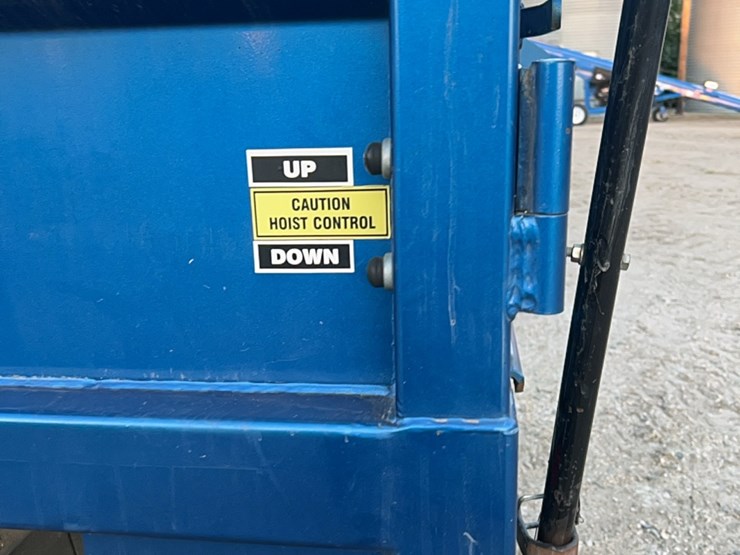 UP
CAUTION
HOIST CONTROL
DOWN